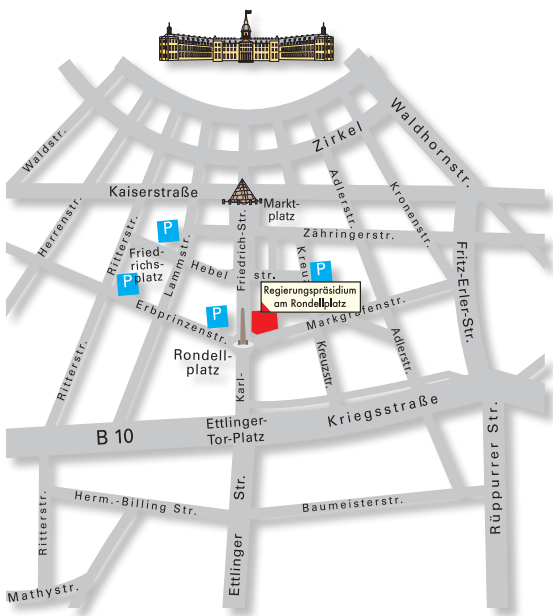 Waldstr.
Zirkel
Waldhornstr.
Kaiserstraße
Markt-
platz
Adlerstr.
Kronenstr.
Herrenstr.
Ritterstr.
P
Lammstr.
Friedrich-Str.
Zähringerstr.
Fried-
richs-
platz
Hebel
str.
Kreuz
P
P
Fritz-Erler-Str.
Regierungspräsidium
am Rondellplatz
P
Erbprinzenstr.
Markgrafenstr.
Rondell-
platz
Karl-
Kreuzstr.
Adlerstr.
Ritterstr.
Ettlinger-
Tor-Platz
Kriegsstraße
B 10
Rüppurrer Str.
Herm.-Billing Str.
Baumeisterstr.
Ettlinger Str.
Ritterstr.
Mathystr.